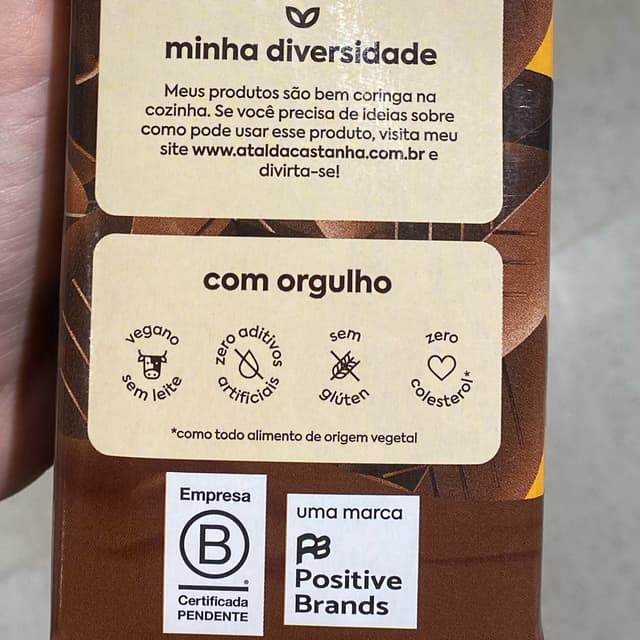 minha diversidade
Meus produtos são bem coringa na
cozinha. Se você precisa de ideias sobre
como pode usar esse produto, visita meu
site www.ataldacastanha.com.br e
divirta-se!
com orgulho
vegano
sem leite
zero aditivos
artificiais
sem
glúten
zero
colesterol*
*como todo alimento de origem vegetal
Empresa
B
Certificada
PENDENTE
uma marca
PB
Positive
Brands